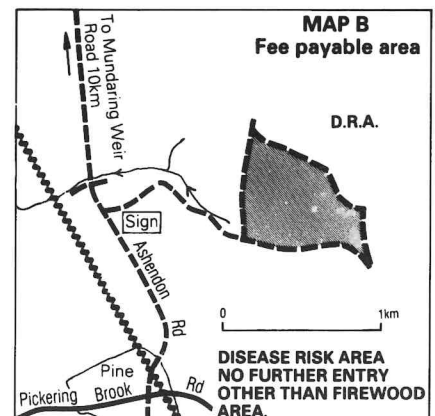 MAP B
Fee payable area
To Mundaring Weir
Road 10km
D.R.A.
Sign
Ashendon Rd
0 1km
Pine
Pickering Brook Rd
DISEASE RISK AREA
NO FURTHER ENTRY
OTHER THAN FIREWOOD
AREA.